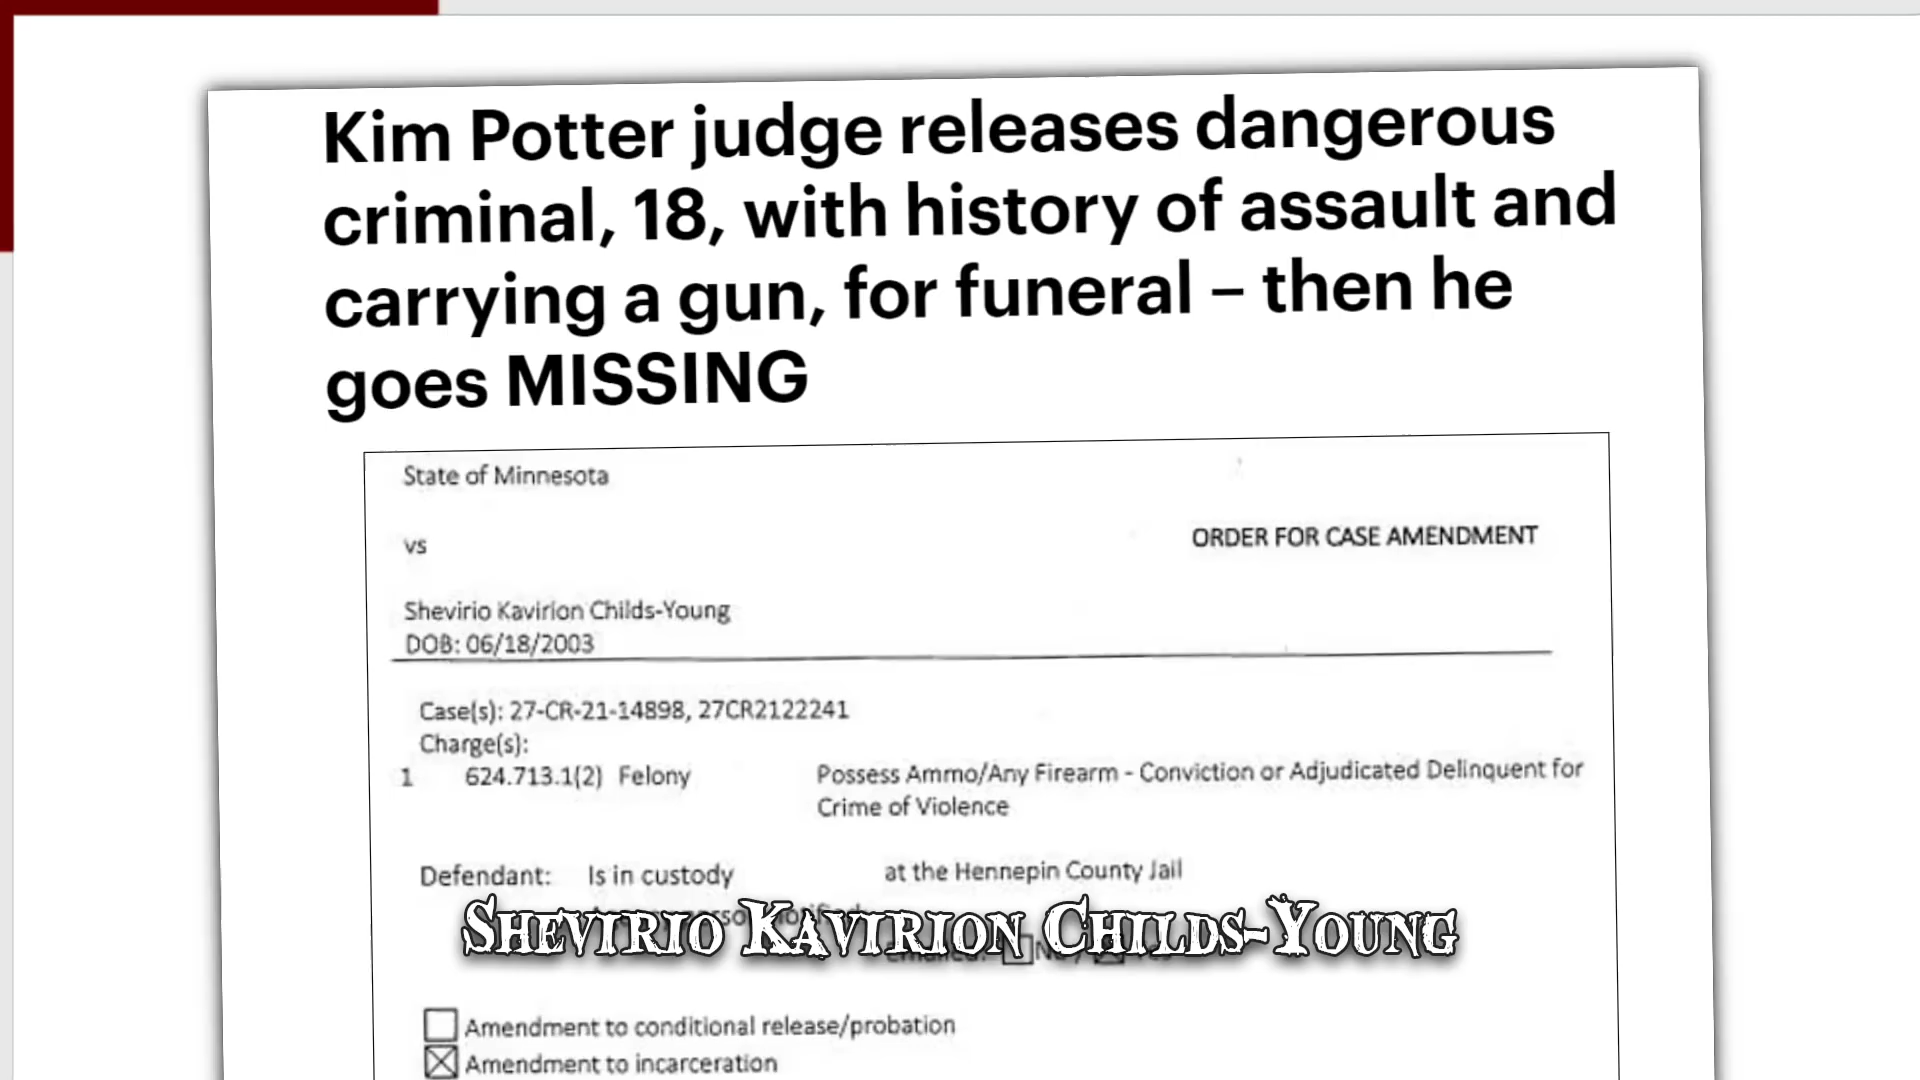 Kim Potter judge releases dangerous
criminal, 18, with history of assault and
carrying a gun, for funeral – then he
goes MISSING
State of Minnesota
ORDER FOR CASE AMENDMENT
vs
Shevirio Kavirion Childs-Young
DOB: 06/18/2003
Case(s): 27-CR-21-14898, 27CR2122241
Charge(s):
1 624.713.1(2) Felony Possess Ammo/Any Firearm - Conviction or Adjudicated Delinquent for
Crime of Violence
Defendant: Is in custody at the Hennepin County Jail
Shevirio Kavirion Childs-Young
Amendment to conditional release/probation
Amendment to incarceration